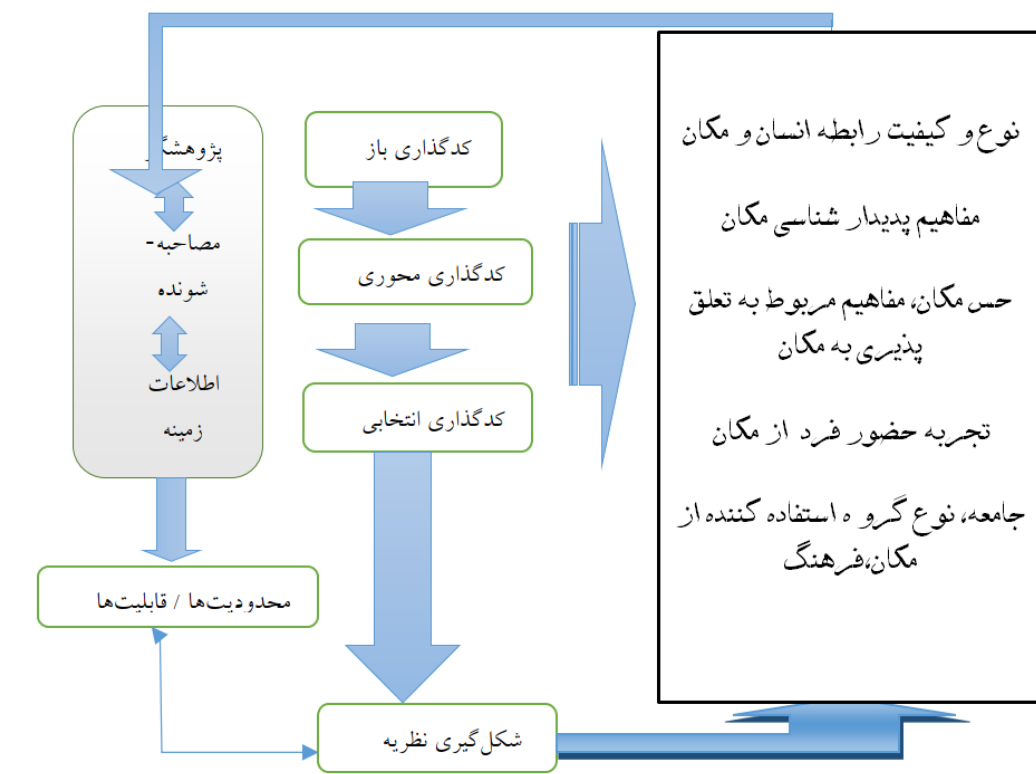 نوع و کیفیت رابطه انسان و مکان
مفاهیم پدیدار شناسی مکان
حس مکان، مفاهیم مربوط به تعلق
پذیری به مکان
تجربه حضور فرد از مکان
جامعه، نوع گروه استفاده کننده از
مکان،فرهنگ
کدگذاری باز
کدگذاری محوری
کدگذاری انتخابی
شکل‌گیری نظریه
پژوهشگر
مصاحبه-
شونده
اطلاعات
زمینه
محدودیت‌ها / قابلیت‌ها